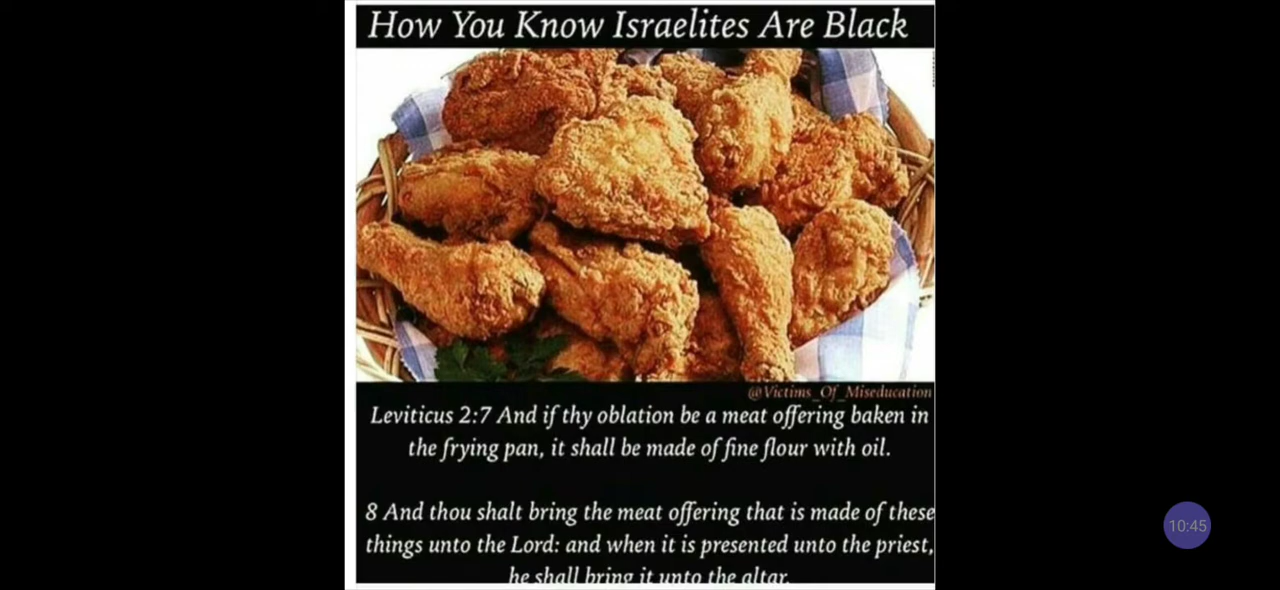 How You Know Israelites Are Black
@Victims_Of_Miseducation
Leviticus 2:7 And if thy oblation be a meat offering baken in
the frying pan, it shall be made of fine flour with oil.
8 And thou shalt bring the meat offering that is made of these
things unto the Lord: and when it is presented unto the priest,
he shall bring it unto the altar.
10:45